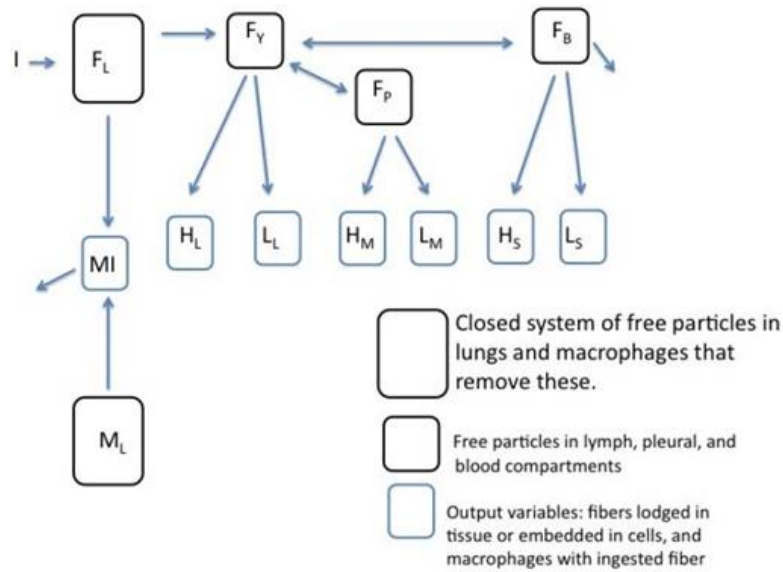 I
F_L
F_Y
F_B
F_P
H_L
L_L
H_M
L_M
H_S
L_S
MI
M_L
Closed system of free particles in
lungs and macrophages that
remove these.
Free particles in lymph, pleural, and
blood compartments
Output variables: fibers lodged in
tissue or embedded in cells, and
macrophages with ingested fiber